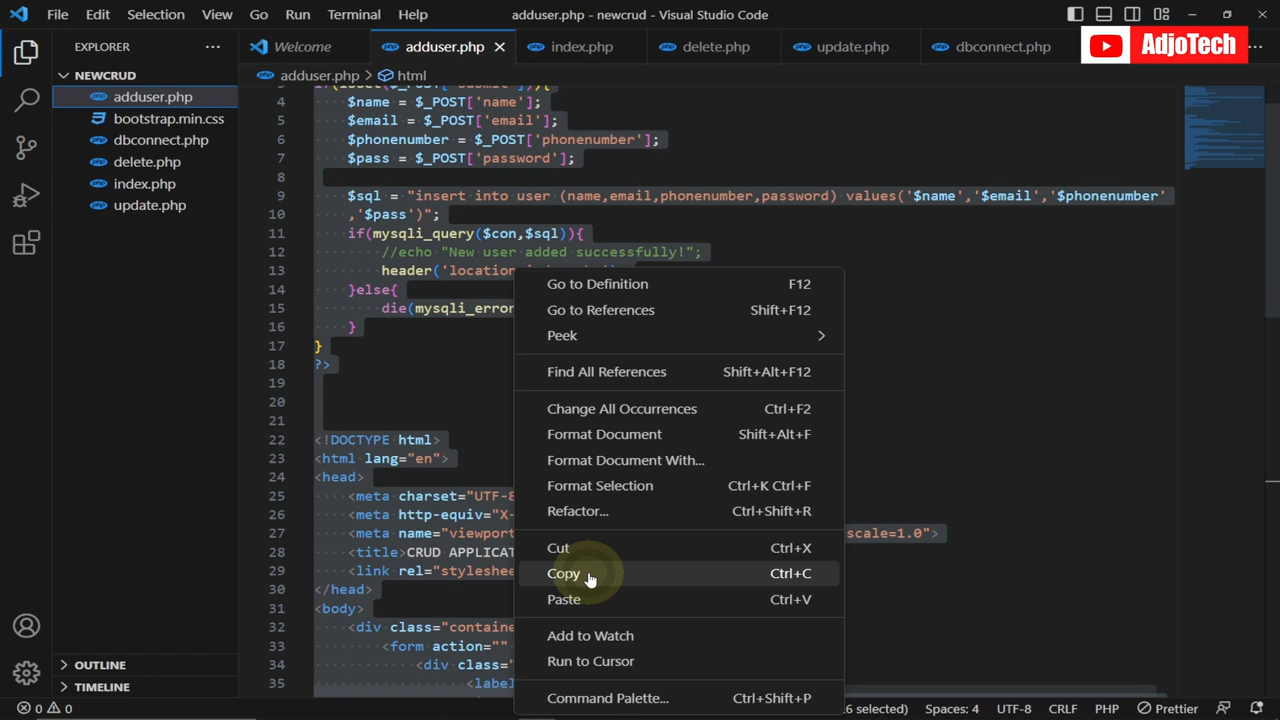 File Edit Selection View Go Run Terminal Help
adduser.php - newcrud - Visual Studio Code
AdjoTech
EXPLORER
Welcome
adduser.php
index.php
delete.php
update.php
dbconnect.php
NEWCRUD
adduser.php
bootstrap.min.css
dbconnect.php
delete.php
index.php
update.php
OUTLINE
TIMELINE
adduser.php > html
4 $name = $_POST['name'];
5 $email = $_POST['email'];
6 $phonenumber = $_POST['phonenumber'];
7 $pass = $_POST['password'];
8
9 $sql = "insert into user (name,email,phonenumber,password) values('$name','$email','$phonenumber'
10 ,'$pass')";
11 if(mysqli_query($con,$sql)){
12 //echo "New user added successfully!";
13 header('location
14 }else{
15 die(mysqli_error
16 }
17 }
18 ?>
19
20
21
22 <!DOCTYPE html>
23 <html lang="en">
24 <head>
25 <meta charset="UTF-8
26 <meta http-equiv="X-
27 <meta name="viewport scale=1.0">
28 <title>CRUD APPLICAT
29 <link rel="styleshee
30 </head>
31 <body>
32 <div class="contain
33 <form action=""
34 <div class="
35 <label
Go to Definition F12
Go to References Shift+F12
Peek
Find All References Shift+Alt+F12
Change All Occurrences Ctrl+F2
Format Document Shift+Alt+F
Format Document With...
Format Selection Ctrl+K Ctrl+F
Refactor... Ctrl+Shift+R
Cut Ctrl+X
Copy Ctrl+C
Paste Ctrl+V
Add to Watch
Run to Cursor
Command Palette... Ctrl+Shift+P
0 0
6 selected) Spaces: 4 UTF-8 CRLF PHP Prettier